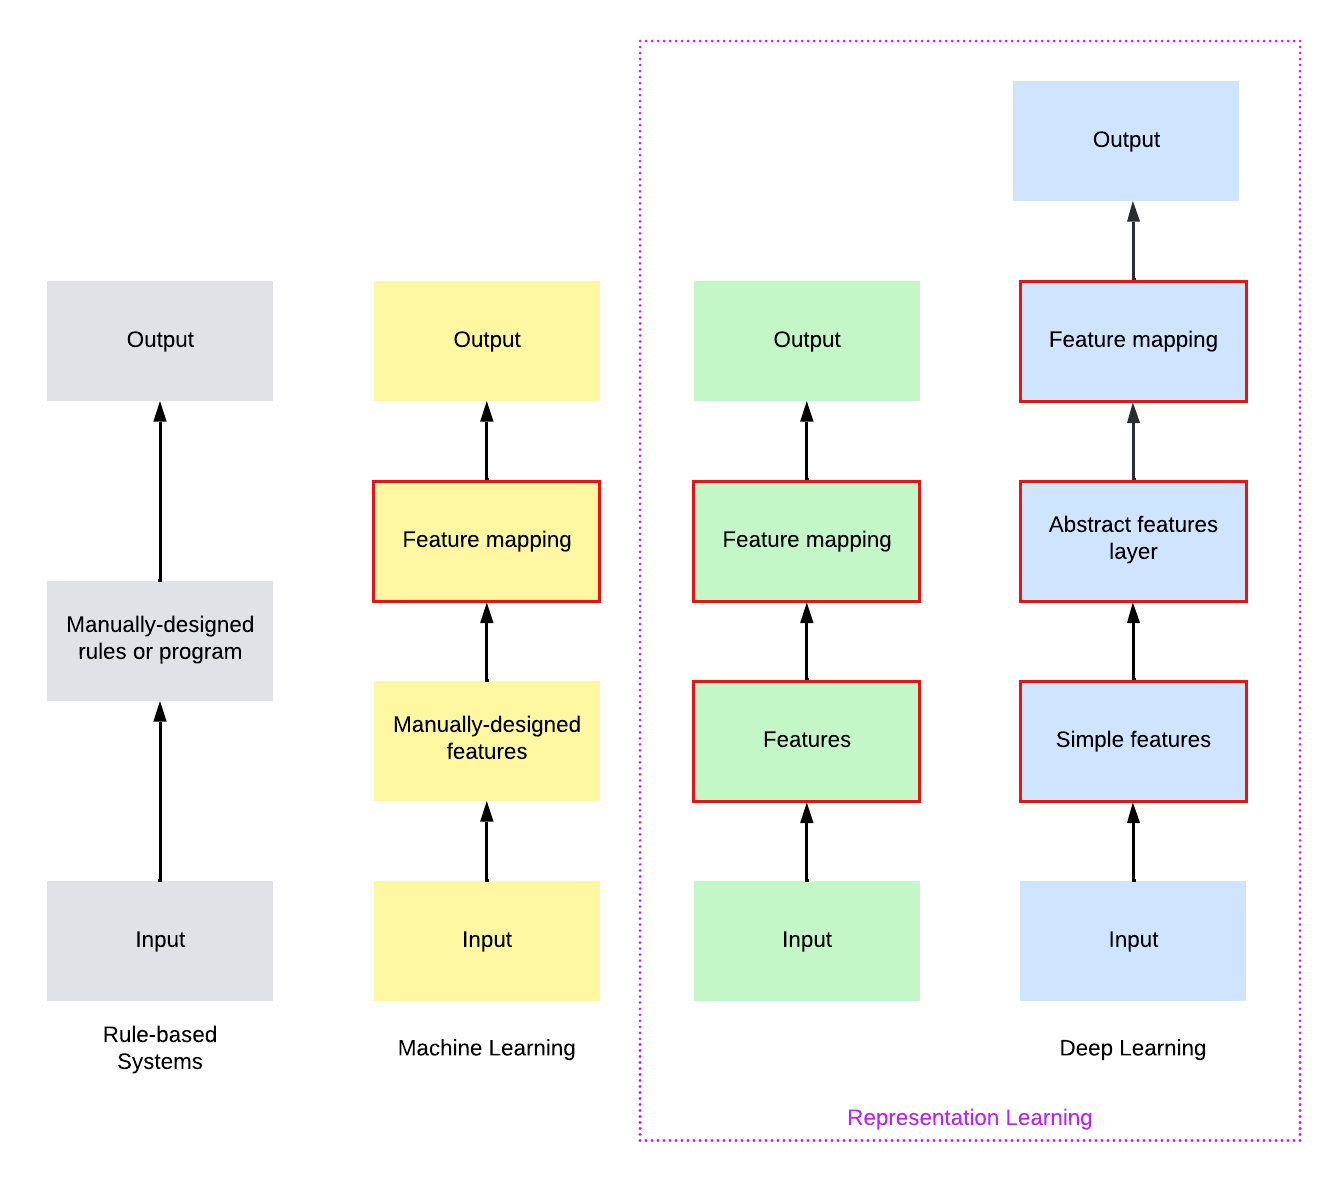 Output
Manually-designed
rules or program
Input
Rule-based
Systems
Output
Feature mapping
Manually-designed
features
Input
Machine Learning
Output
Feature mapping
Features
Input
Output
Feature mapping
Abstract features
layer
Simple features
Input
Deep Learning
Representation Learning